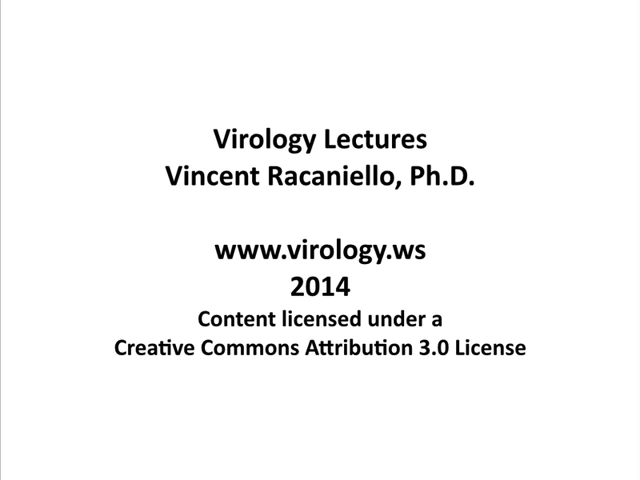 Virology Lectures
Vincent Racaniello, Ph.D.
www.virology.ws
2014
Content licensed under a
Creative Commons Attribution 3.0 License